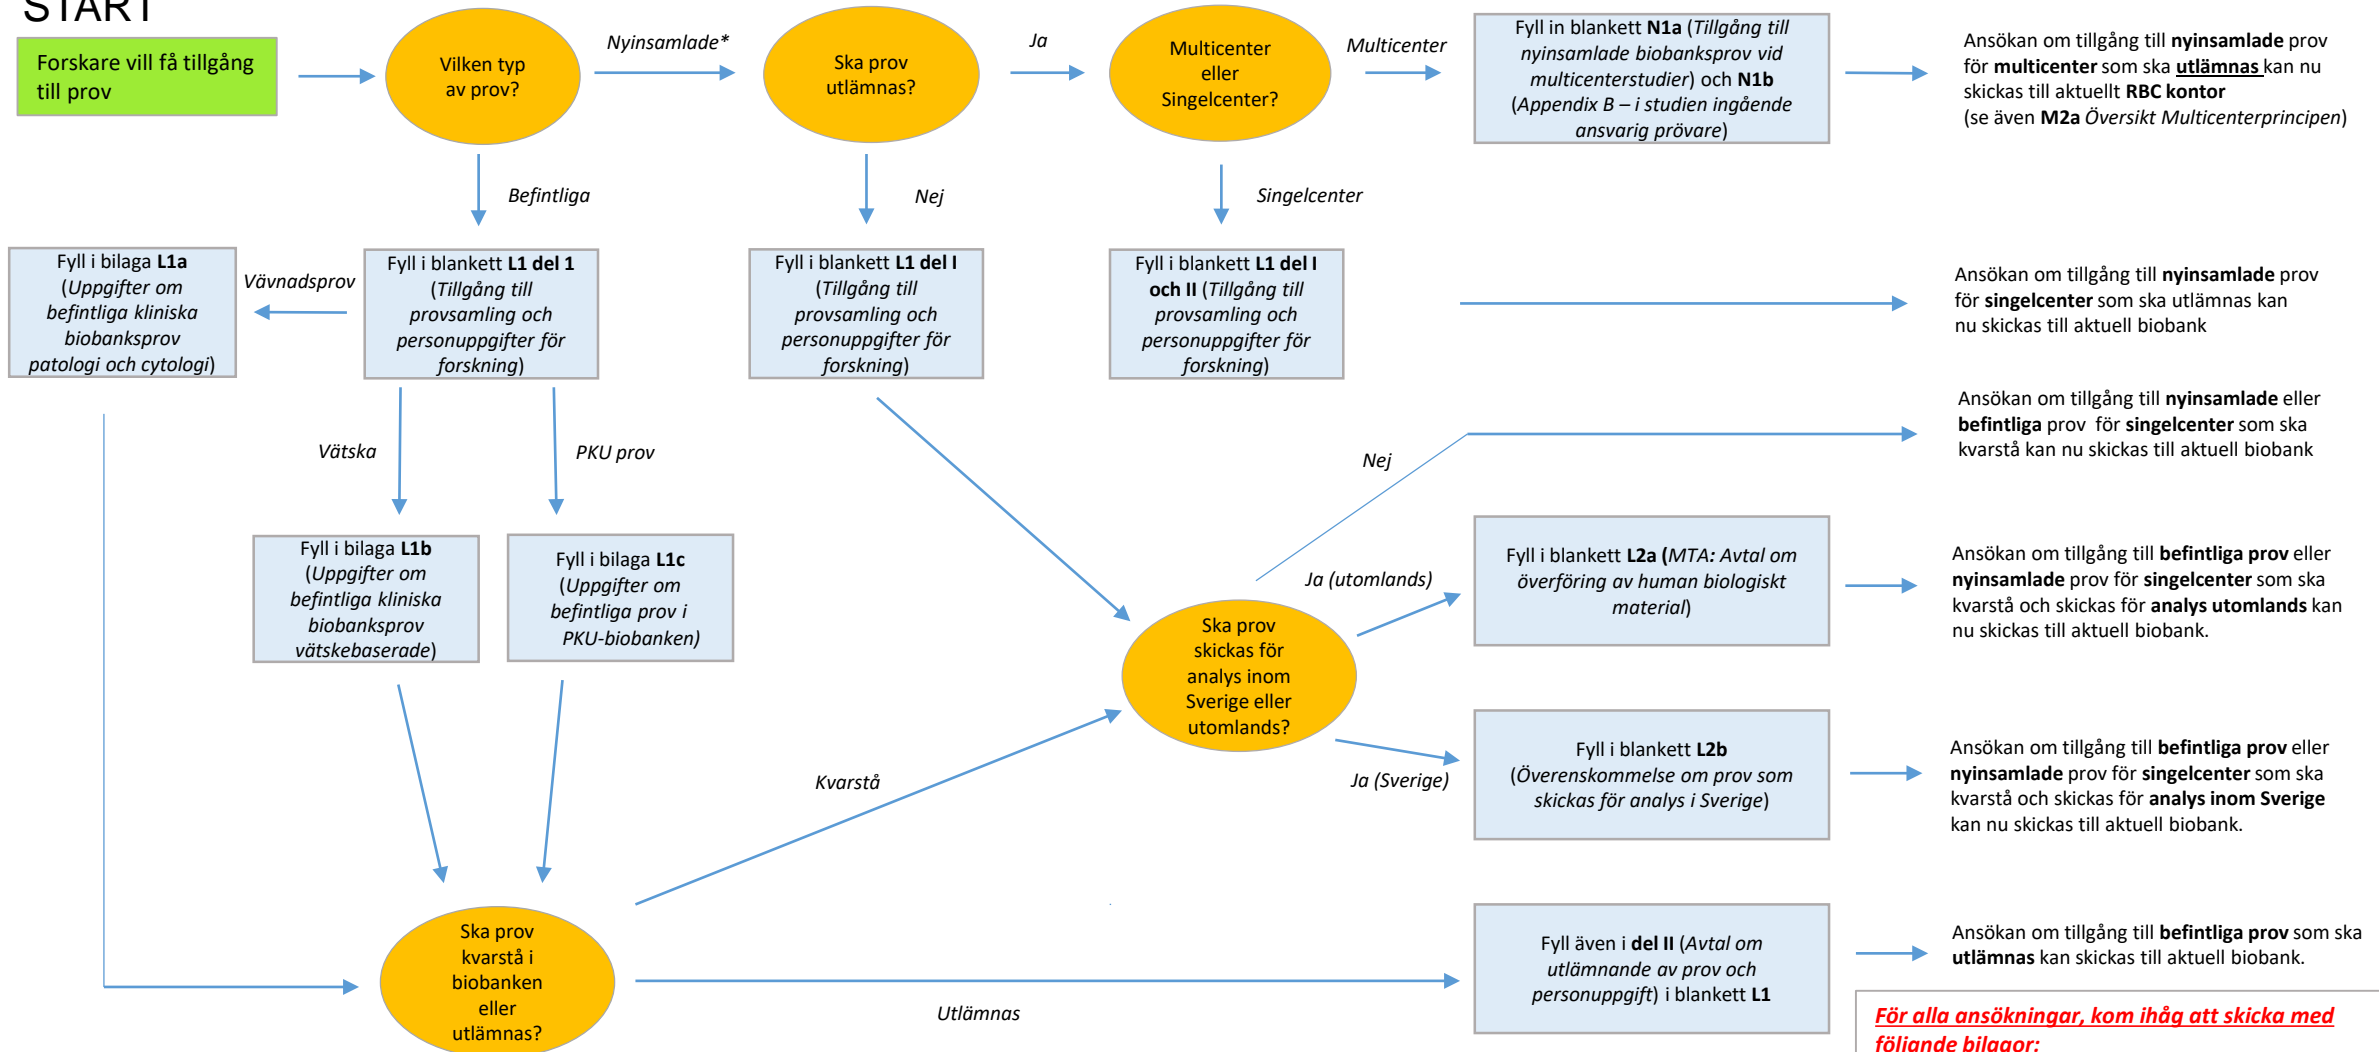 START
Forskare vill få tillgång
till prov
Vilken typ
av prov?
Nyinsamlade*
Ska prov
utlämnas?
Ja
Multicenter
eller
Singelcenter?
Multicenter
Fyll in blankett N1a (Tillgång till
nyinsamlade biobanksprov vid
multicenterstudier) och N1b
(Appendix B – i studien ingående
ansvarig prövare)
Ansökan om tillgång till nyinsamlade prov
för multicenter som ska utlämnas kan nu
skickas till aktuellt RBC kontor
(se även M2a Översikt Multicenterprincipen)
Befintliga
Nej
Singelcenter
Fyll i bilaga L1a
(Uppgifter om
befintliga kliniska
biobanksprov
patologi och cytologi)
Vävnadsprov
Fyll i blankett L1 del 1
(Tillgång till
provsamling och
personuppgifter för
forskning)
Fyll i blankett L1 del I
(Tillgång till
provsamling och
personuppgifter för
forskning)
Fyll i blankett L1 del I
och II (Tillgång till
provsamling och
personuppgifter för
forskning)
Ansökan om tillgång till nyinsamlade prov
för singelcenter som ska utlämnas kan
nu skickas till aktuell biobank
Vätska
PKU prov
Nej
Ansökan om tillgång till nyinsamlade eller
befintliga prov för singelcenter som ska
kvarstå kan nu skickas till aktuell biobank
Fyll i bilaga L1b
(Uppgifter om
befintliga kliniska
biobanksprov
vätskebaserade)
Fyll i bilaga L1c
(Uppgifter om
befintliga prov i
PKU-biobanken)
Ska prov
skickas för
analys inom
Sverige eller
utomlands?
Ja (utomlands)
Fyll i blankett L2a (MTA: Avtal om
överföring av human biologiskt
material)
Ansökan om tillgång till befintliga prov eller
nyinsamlade prov för singelcenter som ska
kvarstå och skickas för analys utomlands kan
nu skickas till aktuell biobank.
Kvarstå
Ja (Sverige)
Fyll i blankett L2b
(Överenskommelse om prov som
skickas för analys i Sverige)
Ansökan om tillgång till befintliga prov eller
nyinsamlade prov för singelcenter som ska
kvarstå och skickas för analys inom Sverige
kan nu skickas till aktuell biobank.
Ska prov
kvarstå i
biobanken
eller
utlämnas?
Utlämnas
Fyll även i del II (Avtal om
utlämnande av prov och
personuppgift) i blankett L1
Ansökan om tillgång till befintliga prov som ska
utlämnas kan skickas till aktuell biobank.
För alla ansökningar, kom ihåg att skicka med
följande bilagor: